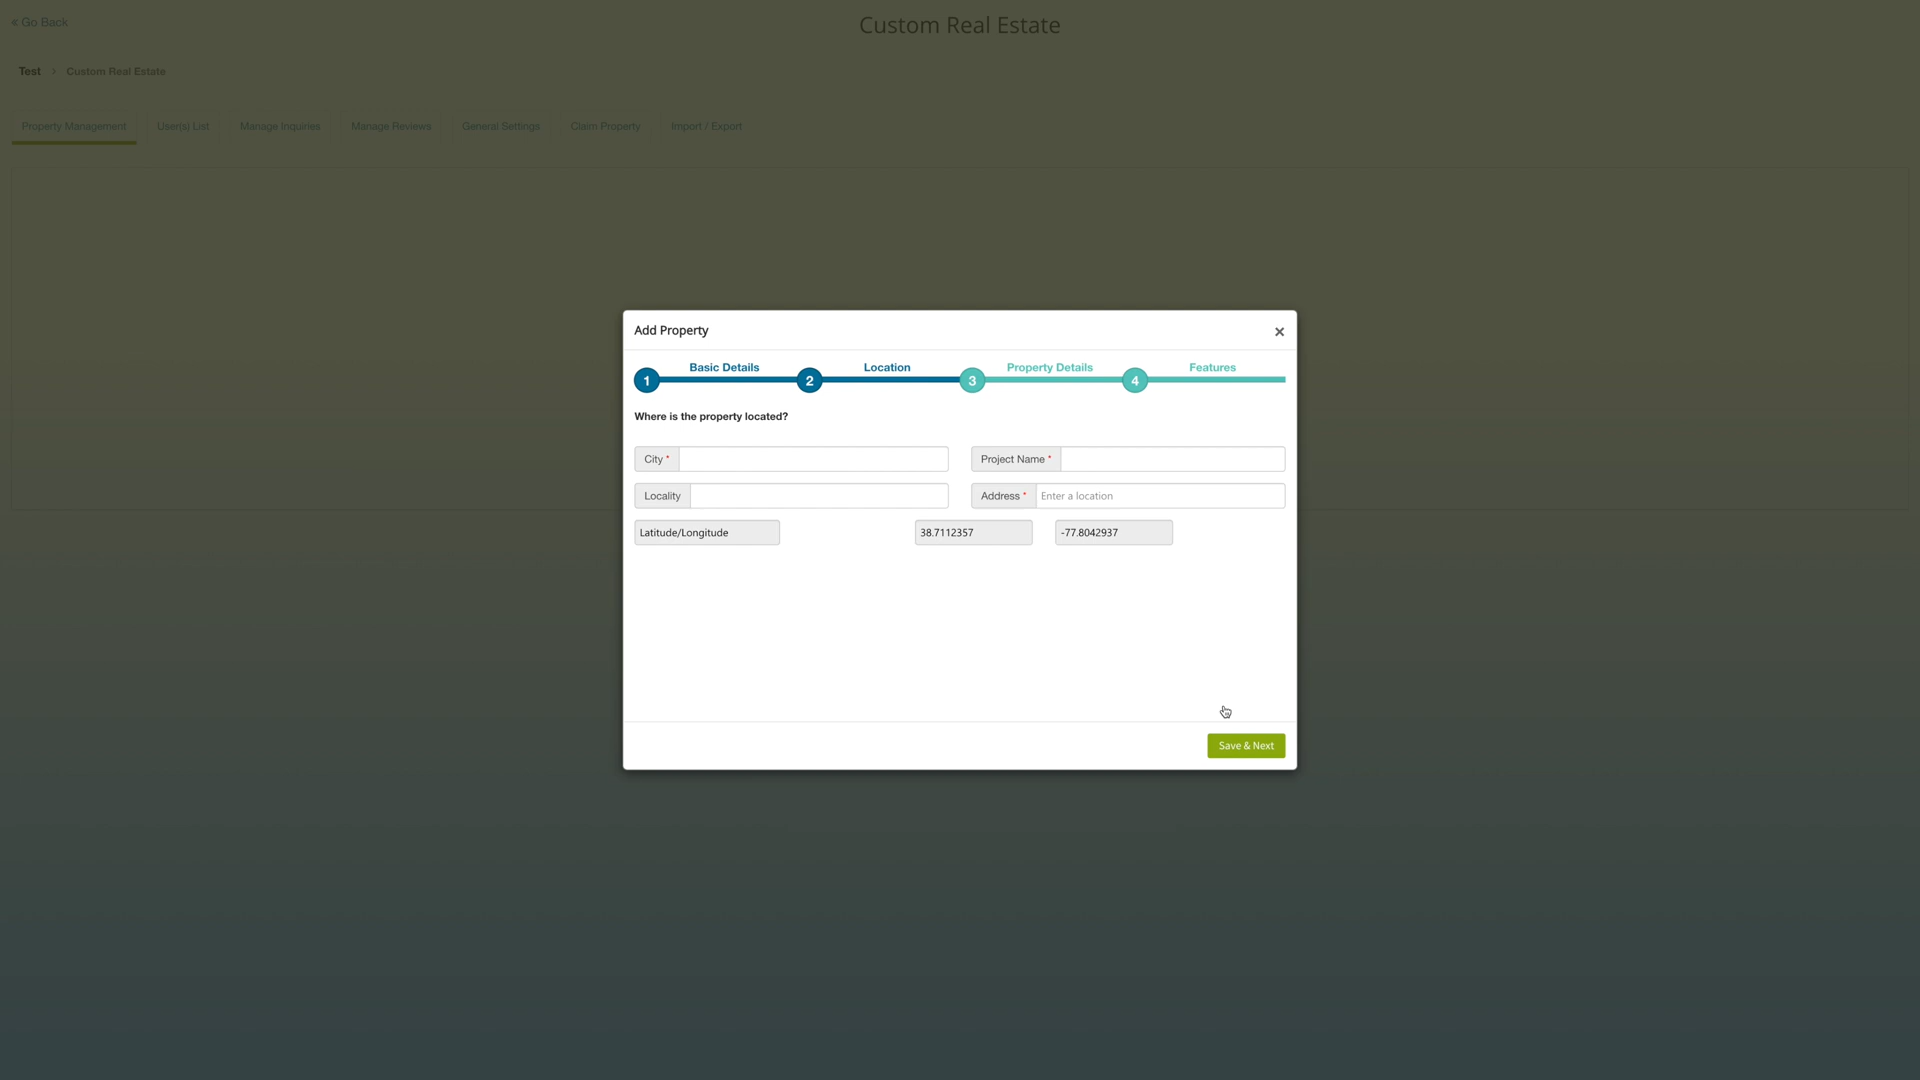 « Go Back
Custom Real Estate
Test > Custom Real Estate
Property Management User(s) List Manage Inquiries Manage Reviews General Settings Claim Property Import / Export
Add Property ×
Basic Details Location Property Details Features
1 2 3 4
Where is the property located?
City * Project Name *
Locality Address * Enter a location
Latitude/Longitude 38.7112357 -77.8042937
Save & Next